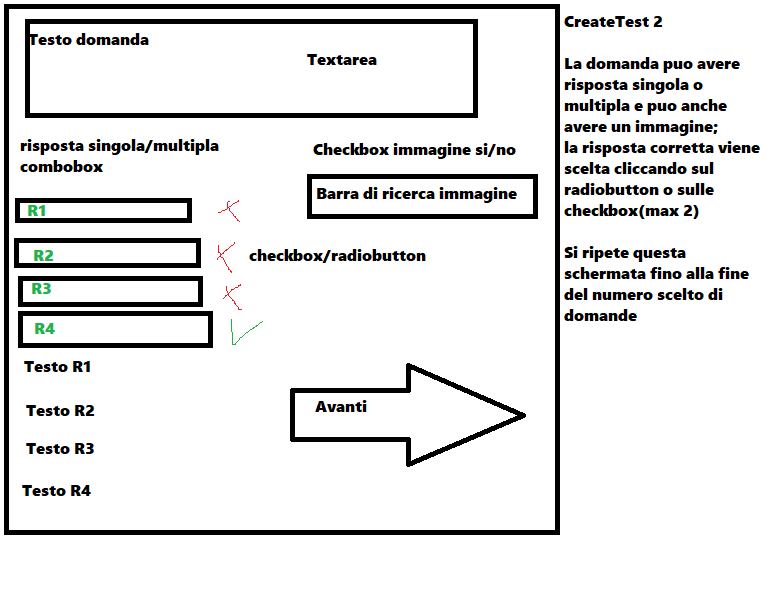 Testo domanda
Textarea
risposta singola/multipla
combobox
Checkbox immagine si/no
Barra di ricerca immagine
R1
R2
checkbox/radiobutton
R3
R4
Testo R1
Testo R2
Testo R3
Testo R4
Avanti
CreateTest 2
La domanda puo avere
risposta singola o
multipla e puo anche
avere un immagine;
la risposta corretta viene
scelta cliccando sul
radiobutton o sulle
checkbox(max 2)
Si ripete questa
schermata fino alla fine
del numero scelto di
domande